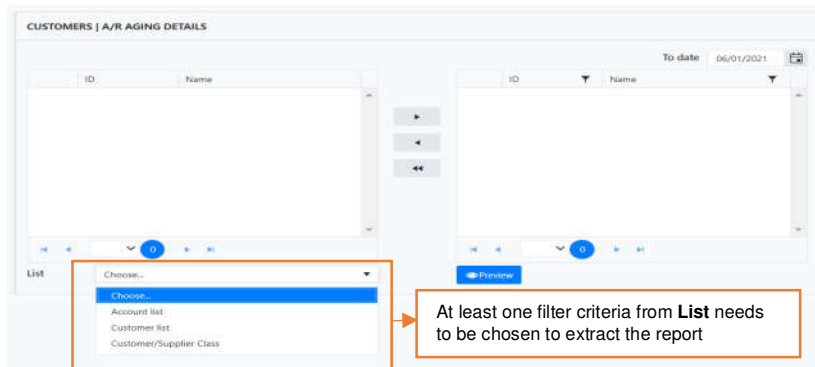 CUSTOMERS | A/R AGING DETAILS
To date 06/01/2021
ID Name
ID Name
0
0
List Choose...
Preview
Choose...
Account list
Customer list
Customer/Supplier Class
At least one filter criteria from List needs
to be chosen to extract the report